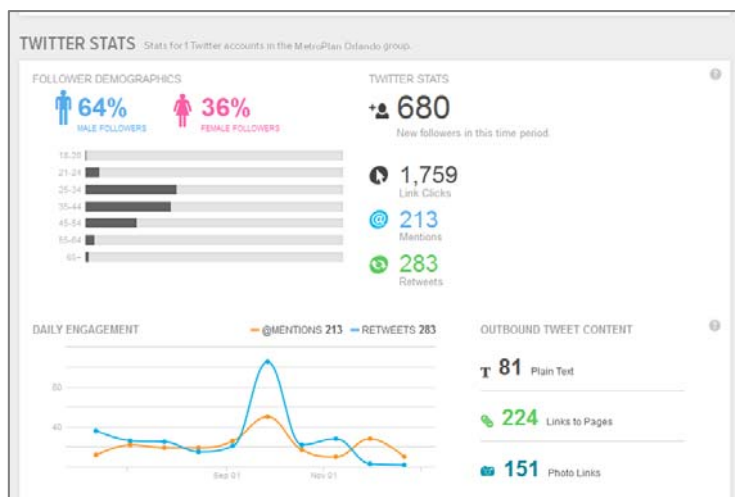 TWITTER STATS Stats for 1 Twitter accounts in the MetroPlan Orlando group.
FOLLOWER DEMOGRAPHICS
64%
MALE FOLLOWERS
36%
FEMALE FOLLOWERS
18-20
21-24
25-34
35-44
45-54
55-64
65+
TWITTER STATS
680
New followers in this time period.
1,759
Link Clicks
213
Mentions
283
Retweets
DAILY ENGAGEMENT
@MENTIONS 213 RETWEETS 283
80
40
Sep 01 Nov 01
OUTBOUND TWEET CONTENT
T 81 Plain Text
224 Links to Pages
151 Photo Links